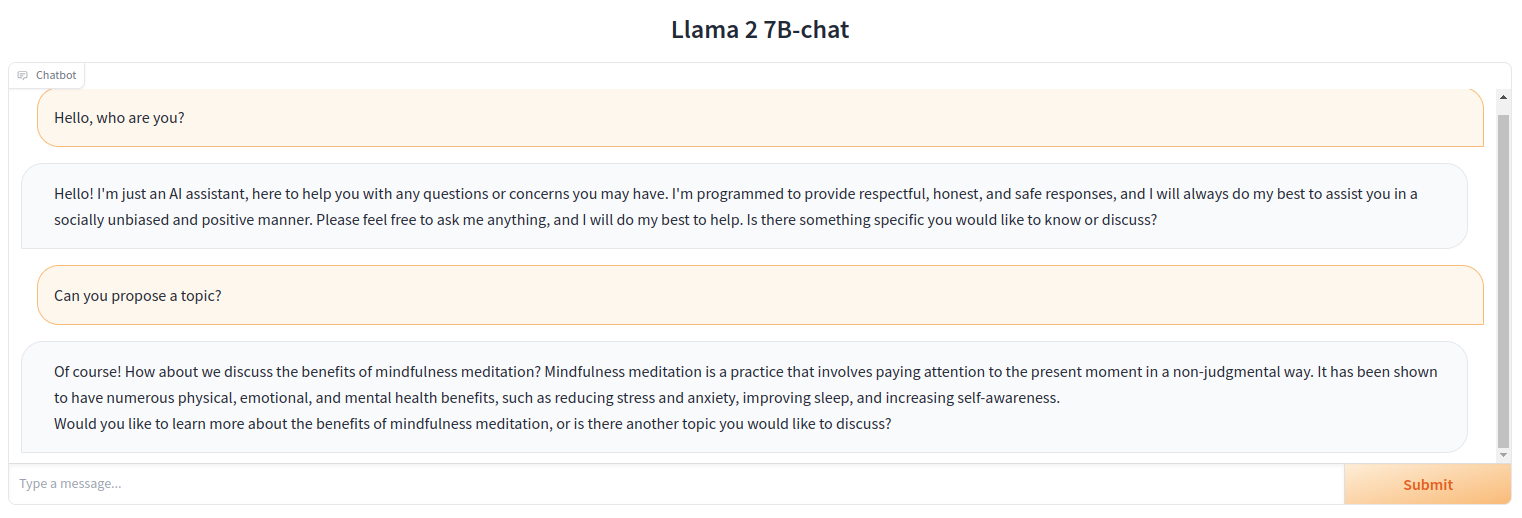 Llama 2 7B-chat
Chatbot
Hello, who are you?
Hello! I'm just an AI assistant, here to help you with any questions or concerns you may have. I'm programmed to provide respectful, honest, and safe responses, and I will always do my best to assist you in a
socially unbiased and positive manner. Please feel free to ask me anything, and I will do my best to help. Is there something specific you would like to know or discuss?
Can you propose a topic?
Of course! How about we discuss the benefits of mindfulness meditation? Mindfulness meditation is a practice that involves paying attention to the present moment in a non-judgmental way. It has been shown
to have numerous physical, emotional, and mental health benefits, such as reducing stress and anxiety, improving sleep, and increasing self-awareness.
Would you like to learn more about the benefits of mindfulness meditation, or is there another topic you would like to discuss?
Type a message...
Submit